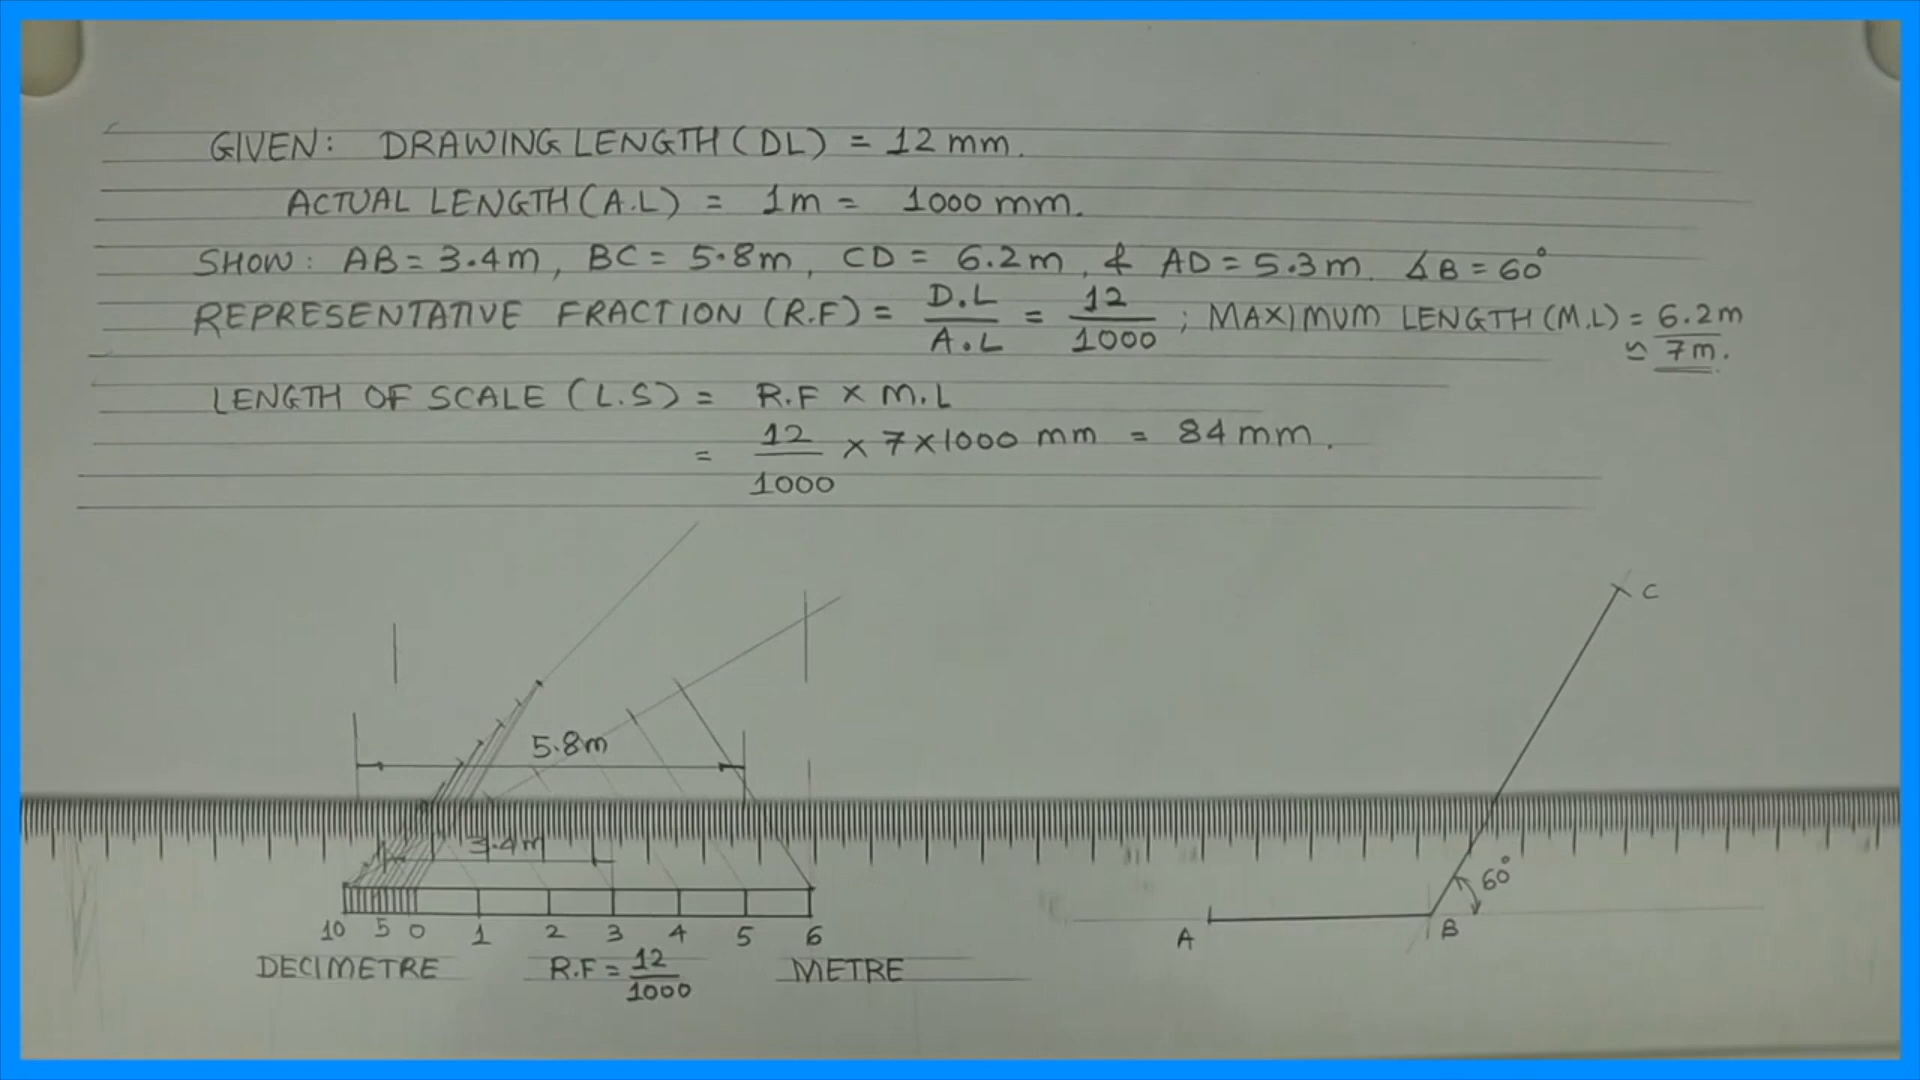 GIVEN: DRAWING LENGTH (DL) = 12 mm.
ACTUAL LENGTH (A.L) = 1m = 1000 mm.
SHOW: AB = 3.4m, BC = 5.8m, CD = 6.2m, & AD = 5.3m. ∡B = 60°
REPRESENTATIVE FRACTION (R.F) = D.L / A.L = 12 / 1000 ; MAXIMUM LENGTH (M.L) = 6.2m
≃ 7m.
LENGTH OF SCALE (L.S) = R.F × M.L
= 12 / 1000 × 7×1000 mm = 84 mm.
C
5.8m
3.4m
60°
A B
10 5 0 1 2 3 4 5 6
DECIMETRE R.F = 12 / 1000 METRE